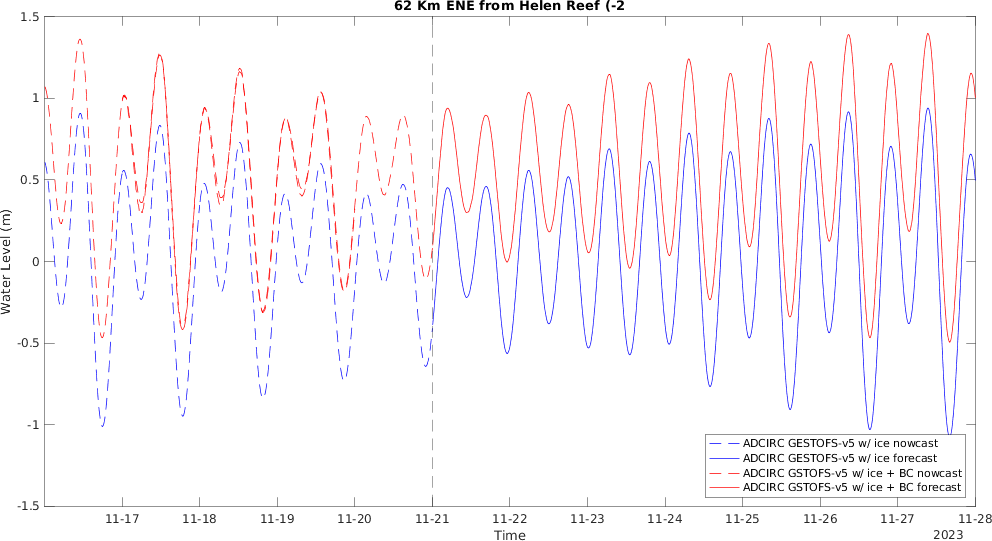 62 Km ENE from Helen Reef (-2
Water Level (m)
1.5
1
0.5
0
-0.5
-1
-1.5
11-17
11-18
11-19
11-20
11-21
11-22
11-23
11-24
11-25
11-26
11-27
11-28
Time
2023
ADCIRC GESTOFS-v5 w/ ice nowcast
ADCIRC GESTOFS-v5 w/ ice forecast
ADCIRC GSTOFS-v5 w/ ice + BC nowcast
ADCIRC GSTOFS-v5 w/ ice + BC forecast